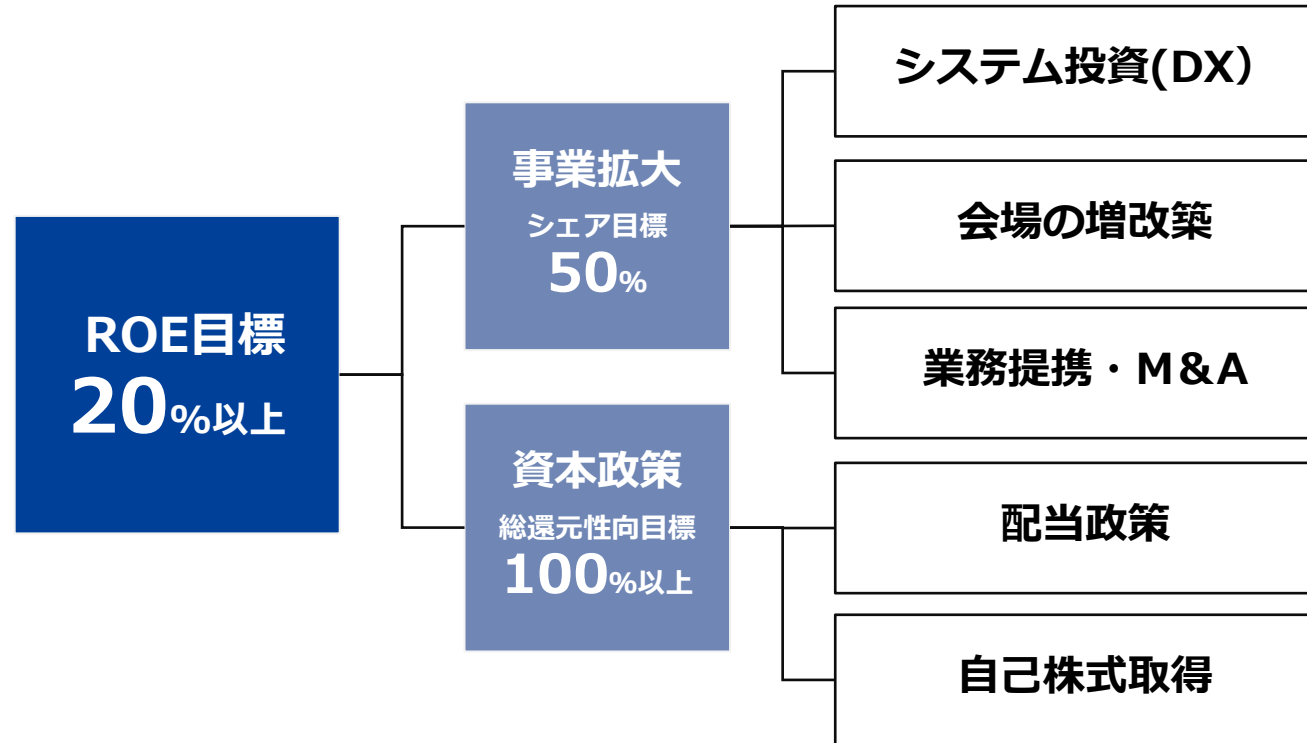 ROE目標
20%以上
事業拡大
シェア目標
50%
資本政策
総還元性向目標
100%以上
システム投資(DX）
会場の増改築
業務提携・M&A
配当政策
自己株式取得